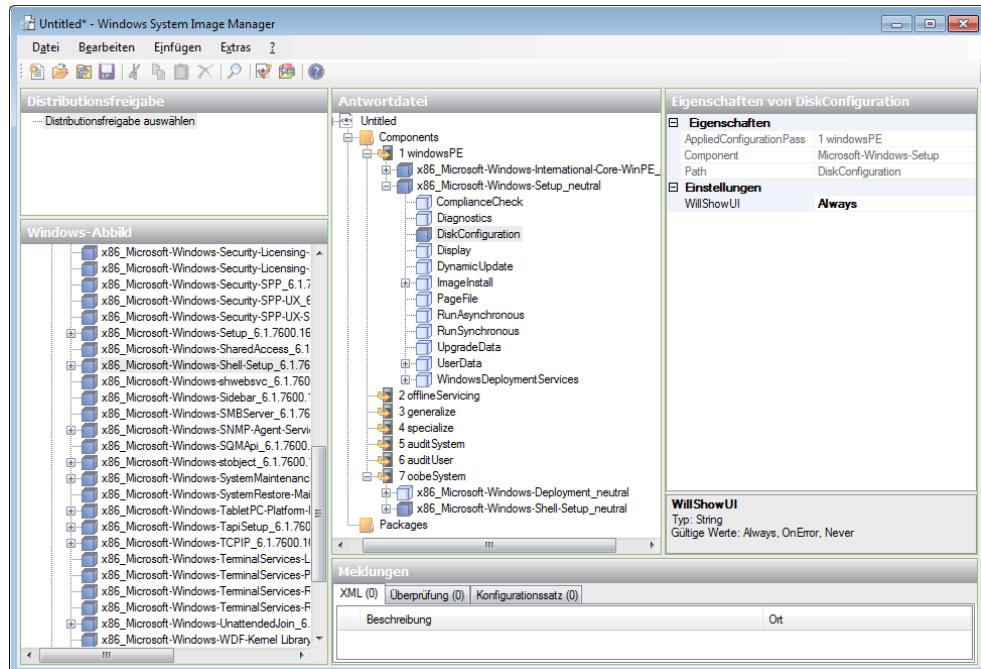 Untitled* - Windows System Image Manager
Datei Bearbeiten Einfügen Extras ?
Distributionsfreigabe
Distributionsfreigabe auswählen
Windows-Abbild
x86_Microsoft-Windows-Security-Licensing-
x86_Microsoft-Windows-Security-Licensing-
x86_Microsoft-Windows-Security-SPP_6.1.7
x86_Microsoft-Windows-Security-SPP-UX_6
x86_Microsoft-Windows-Security-SPP-UX-S
x86_Microsoft-Windows-Setup_6.1.7600.16
x86_Microsoft-Windows-SharedAccess_6.1
x86_Microsoft-Windows-Shell-Setup_6.1.76
x86_Microsoft-Windows-shwebsvc_6.1.760
x86_Microsoft-Windows-Sidebar_6.1.7600.1
x86_Microsoft-Windows-SMBServer_6.1.76
x86_Microsoft-Windows-SNMP-Agent-Servi
x86_Microsoft-Windows-SQMApi_6.1.7600.
x86_Microsoft-Windows-stobject_6.1.7600.
x86_Microsoft-Windows-SystemMaintenanc
x86_Microsoft-Windows-SystemRestore-Mai
x86_Microsoft-Windows-TabletPC-Platform-I
x86_Microsoft-Windows-TapiSetup_6.1.760
x86_Microsoft-Windows-TCPIP_6.1.7600.16
x86_Microsoft-Windows-TerminalServices-L
x86_Microsoft-Windows-TerminalServices-P
x86_Microsoft-Windows-TerminalServices-R
x86_Microsoft-Windows-TerminalServices-R
x86_Microsoft-Windows-UnattendedJoin_6.
x86_Microsoft-Windows-WDF-Kernel Library
Antwortdatei
Untitled
Components
1 windowsPE
x86_Microsoft-Windows-International-Core-WinPE_
x86_Microsoft-Windows-Setup_neutral
ComplianceCheck
Diagnostics
DiskConfiguration
Display
DynamicUpdate
ImageInstall
PageFile
RunAsynchronous
RunSynchronous
UpgradeData
UserData
WindowsDeploymentServices
2 offlineServicing
3 generalize
4 specialize
5 auditSystem
6 auditUser
7 oobeSystem
x86_Microsoft-Windows-Deployment_neutral
x86_Microsoft-Windows-Shell-Setup_neutral
Packages
Eigenschaften von DiskConfiguration
Eigenschaften
AppliedConfigurationPass 1 windowsPE
Component Microsoft-Windows-Setup
Path DiskConfiguration
Einstellungen
WillShowUI Always
WillShowUI
Typ: String
Gültige Werte: Always, OnError, Never
Meldungen
XML (0) Überprüfung (0) Konfigurationssatz (0)
Beschreibung Ort